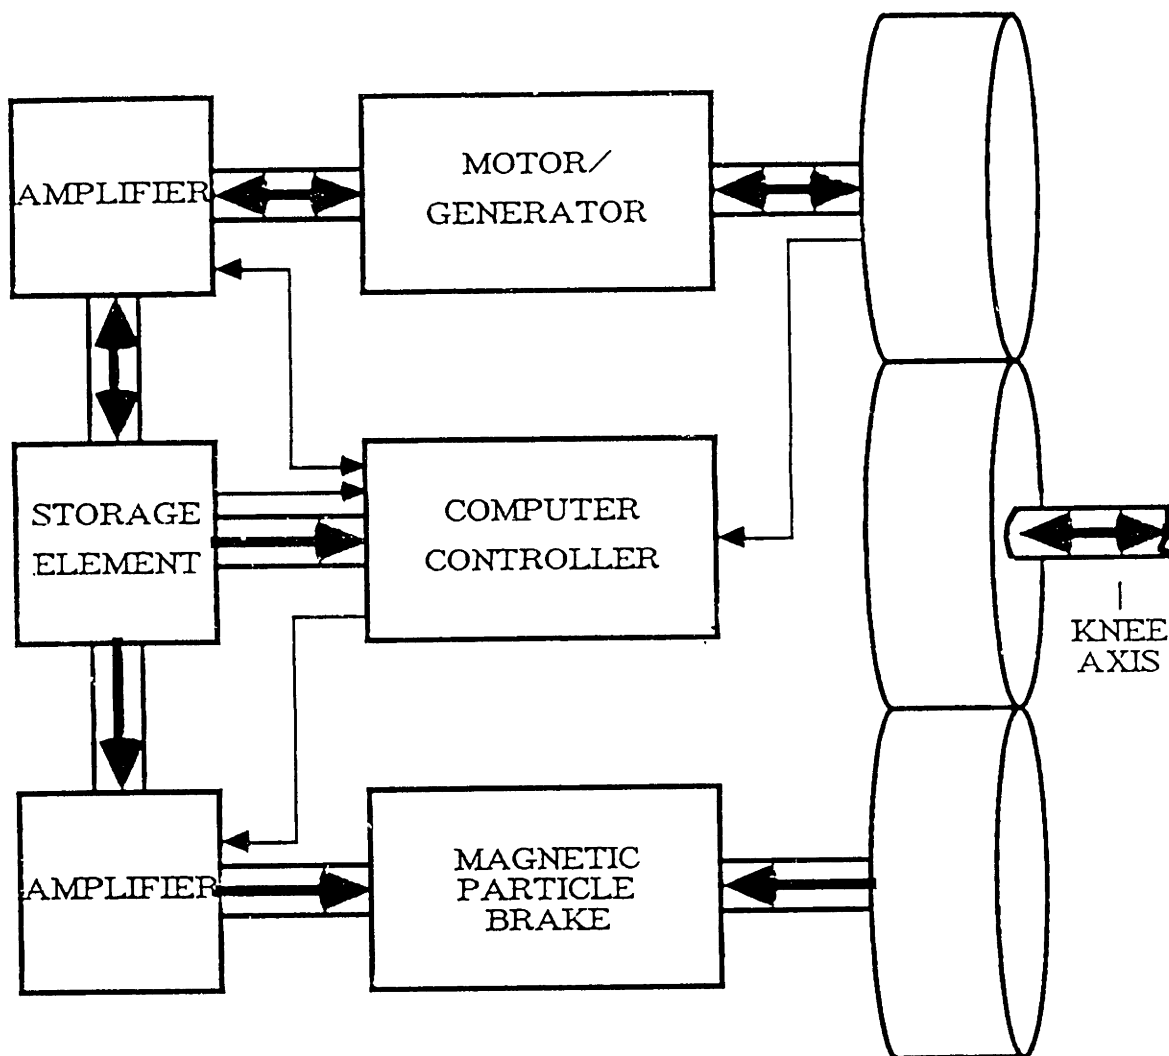 MOTOR/
GENERATOR
AMPLIFIER
STORAGE
ELEMENT
COMPUTER
CONTROLLER
KNEE
AXIS
AMPLIFIER
MAGNETIC
PARTICLE
BRAKE